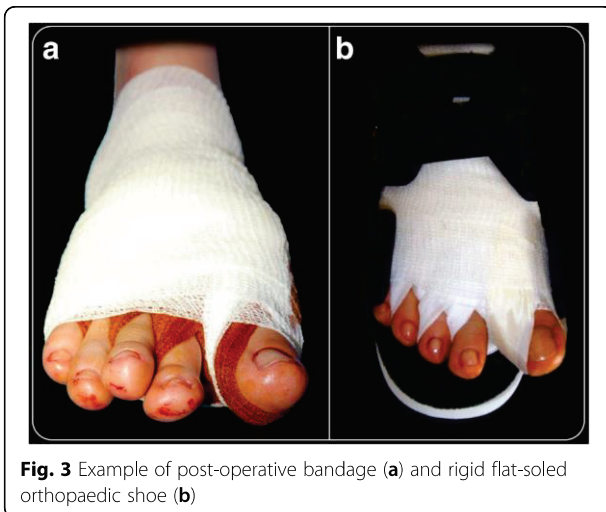 a
b
Fig. 3 Example of post-operative bandage (a) and rigid flat-soled
orthopaedic shoe (b)